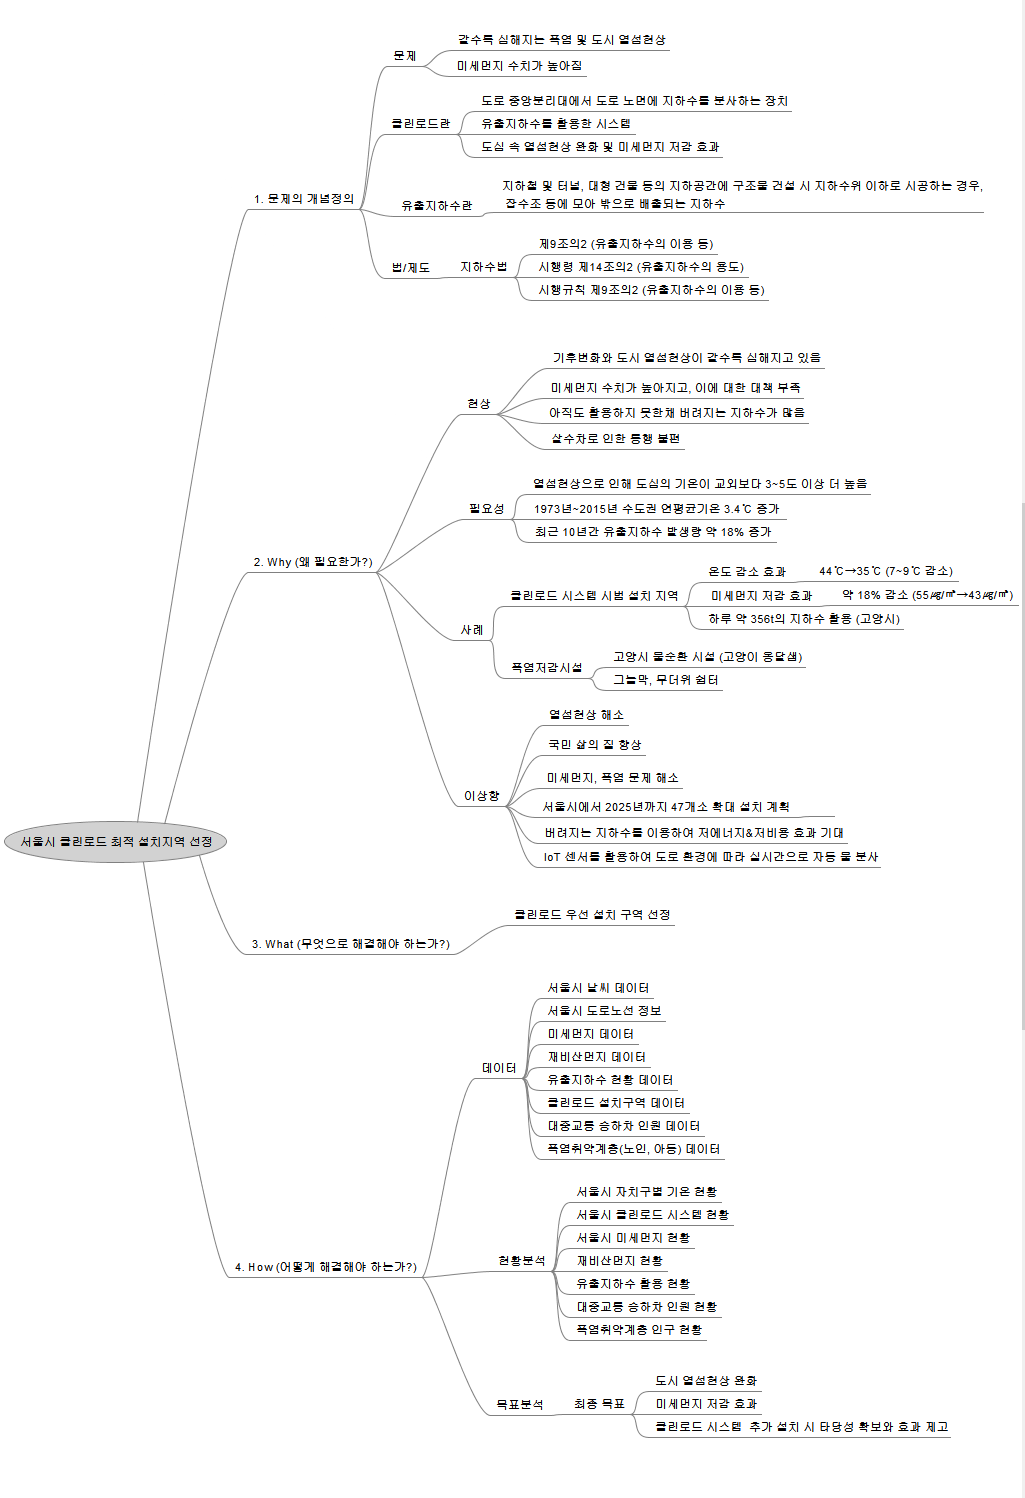 갈수록 심해지는 폭염 및 도시 열섬현상
문제
미세먼지 수치가 높아짐
도로 중앙분리대에서 도로 노면에 지하수를 분사하는 장치
클린로드란
유출지하수를 활용한 시스템
도심 속 열섬현상 완화 및 미세먼지 저감 효과
1. 문제의 개념정의
지하철 및 터널, 대형 건물 등의 지하공간에 구조물 건설 시 지하수위 이하로 시공하는 경우,
유출지하수란
집수조 등에 모아 밖으로 배출되는 지하수
제9조의2 (유출지하수의 이용 등)
법/제도
지하수법
시행령 제14조의2 (유출지하수의 용도)
시행규칙 제9조의2 (유출지하수의 이용 등)
기후변화와 도시 열섬현상이 갈수록 심해지고 있음
미세먼지 수치가 높아지고, 이에 대한 대책 부족
현상
아직도 활용하지 못한채 버려지는 지하수가 많음
살수차로 인한 통행 불편
열섬현상으로 인해 도심의 기온이 교외보다 3~5도 이상 더 높음
필요성
1973년~2015년 수도권 연평균기온 3.4℃ 증가
최근 10년간 유출지하수 발생량 약 18% 증가
2. Why (왜 필요한가?)
온도 감소 효과
44℃→35℃ (7~9℃ 감소)
클린로드 시스템 시범 설치 지역
미세먼지 저감 효과
약 18% 감소 (55㎍/㎥→43㎍/㎥)
하루 약 356t의 지하수 활용 (고양시)
사례
고양시 물순환 시설 (고양이 옹달샘)
폭염저감시설
그늘막, 무더위 쉼터
열섬현상 해소
국민 삶의 질 향상
미세먼지, 폭염 문제 해소
이상향
서울시에서 2025년까지 47개소 확대 설치 계획
버려지는 지하수를 이용하여 저에너지&저비용 효과 기대
IoT 센서를 활용하여 도로 환경에 따라 실시간으로 자동 물 분사
서울시 클린로드 최적 설치지역 선정
클린로드 우선 설치 구역 선정
3. What (무엇으로 해결해야 하는가?)
서울시 날씨 데이터
서울시 도로노선 정보
미세먼지 데이터
재비산먼지 데이터
데이터
유출지하수 현황 데이터
클린로드 설치구역 데이터
대중교통 승하차 인원 데이터
폭염취약계층(노인, 아동) 데이터
서울시 자치구별 기온 현황
서울시 클린로드 시스템 현황
서울시 미세먼지 현황
현황분석
재비산먼지 현황
4. How (어떻게 해결해야 하는가?)
유출지하수 활용 현황
대중교통 승하차 인원 현황
폭염취약계층 인구 현황
도시 열섬현상 완화
목표분석
최종 목표
미세먼지 저감 효과
클린로드 시스템 추가 설치 시 타당성 확보와 효과 제고